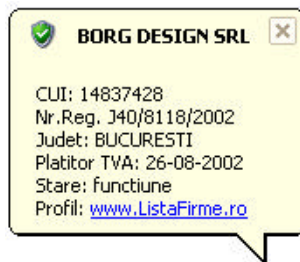 BORG DESIGN SRL
CUI: 14837428
Nr.Reg. J40/8118/2002
Judet: BUCURESTI
Platitor TVA: 26-08-2002
Stare: functiune
Profil: www.ListaFirme.ro